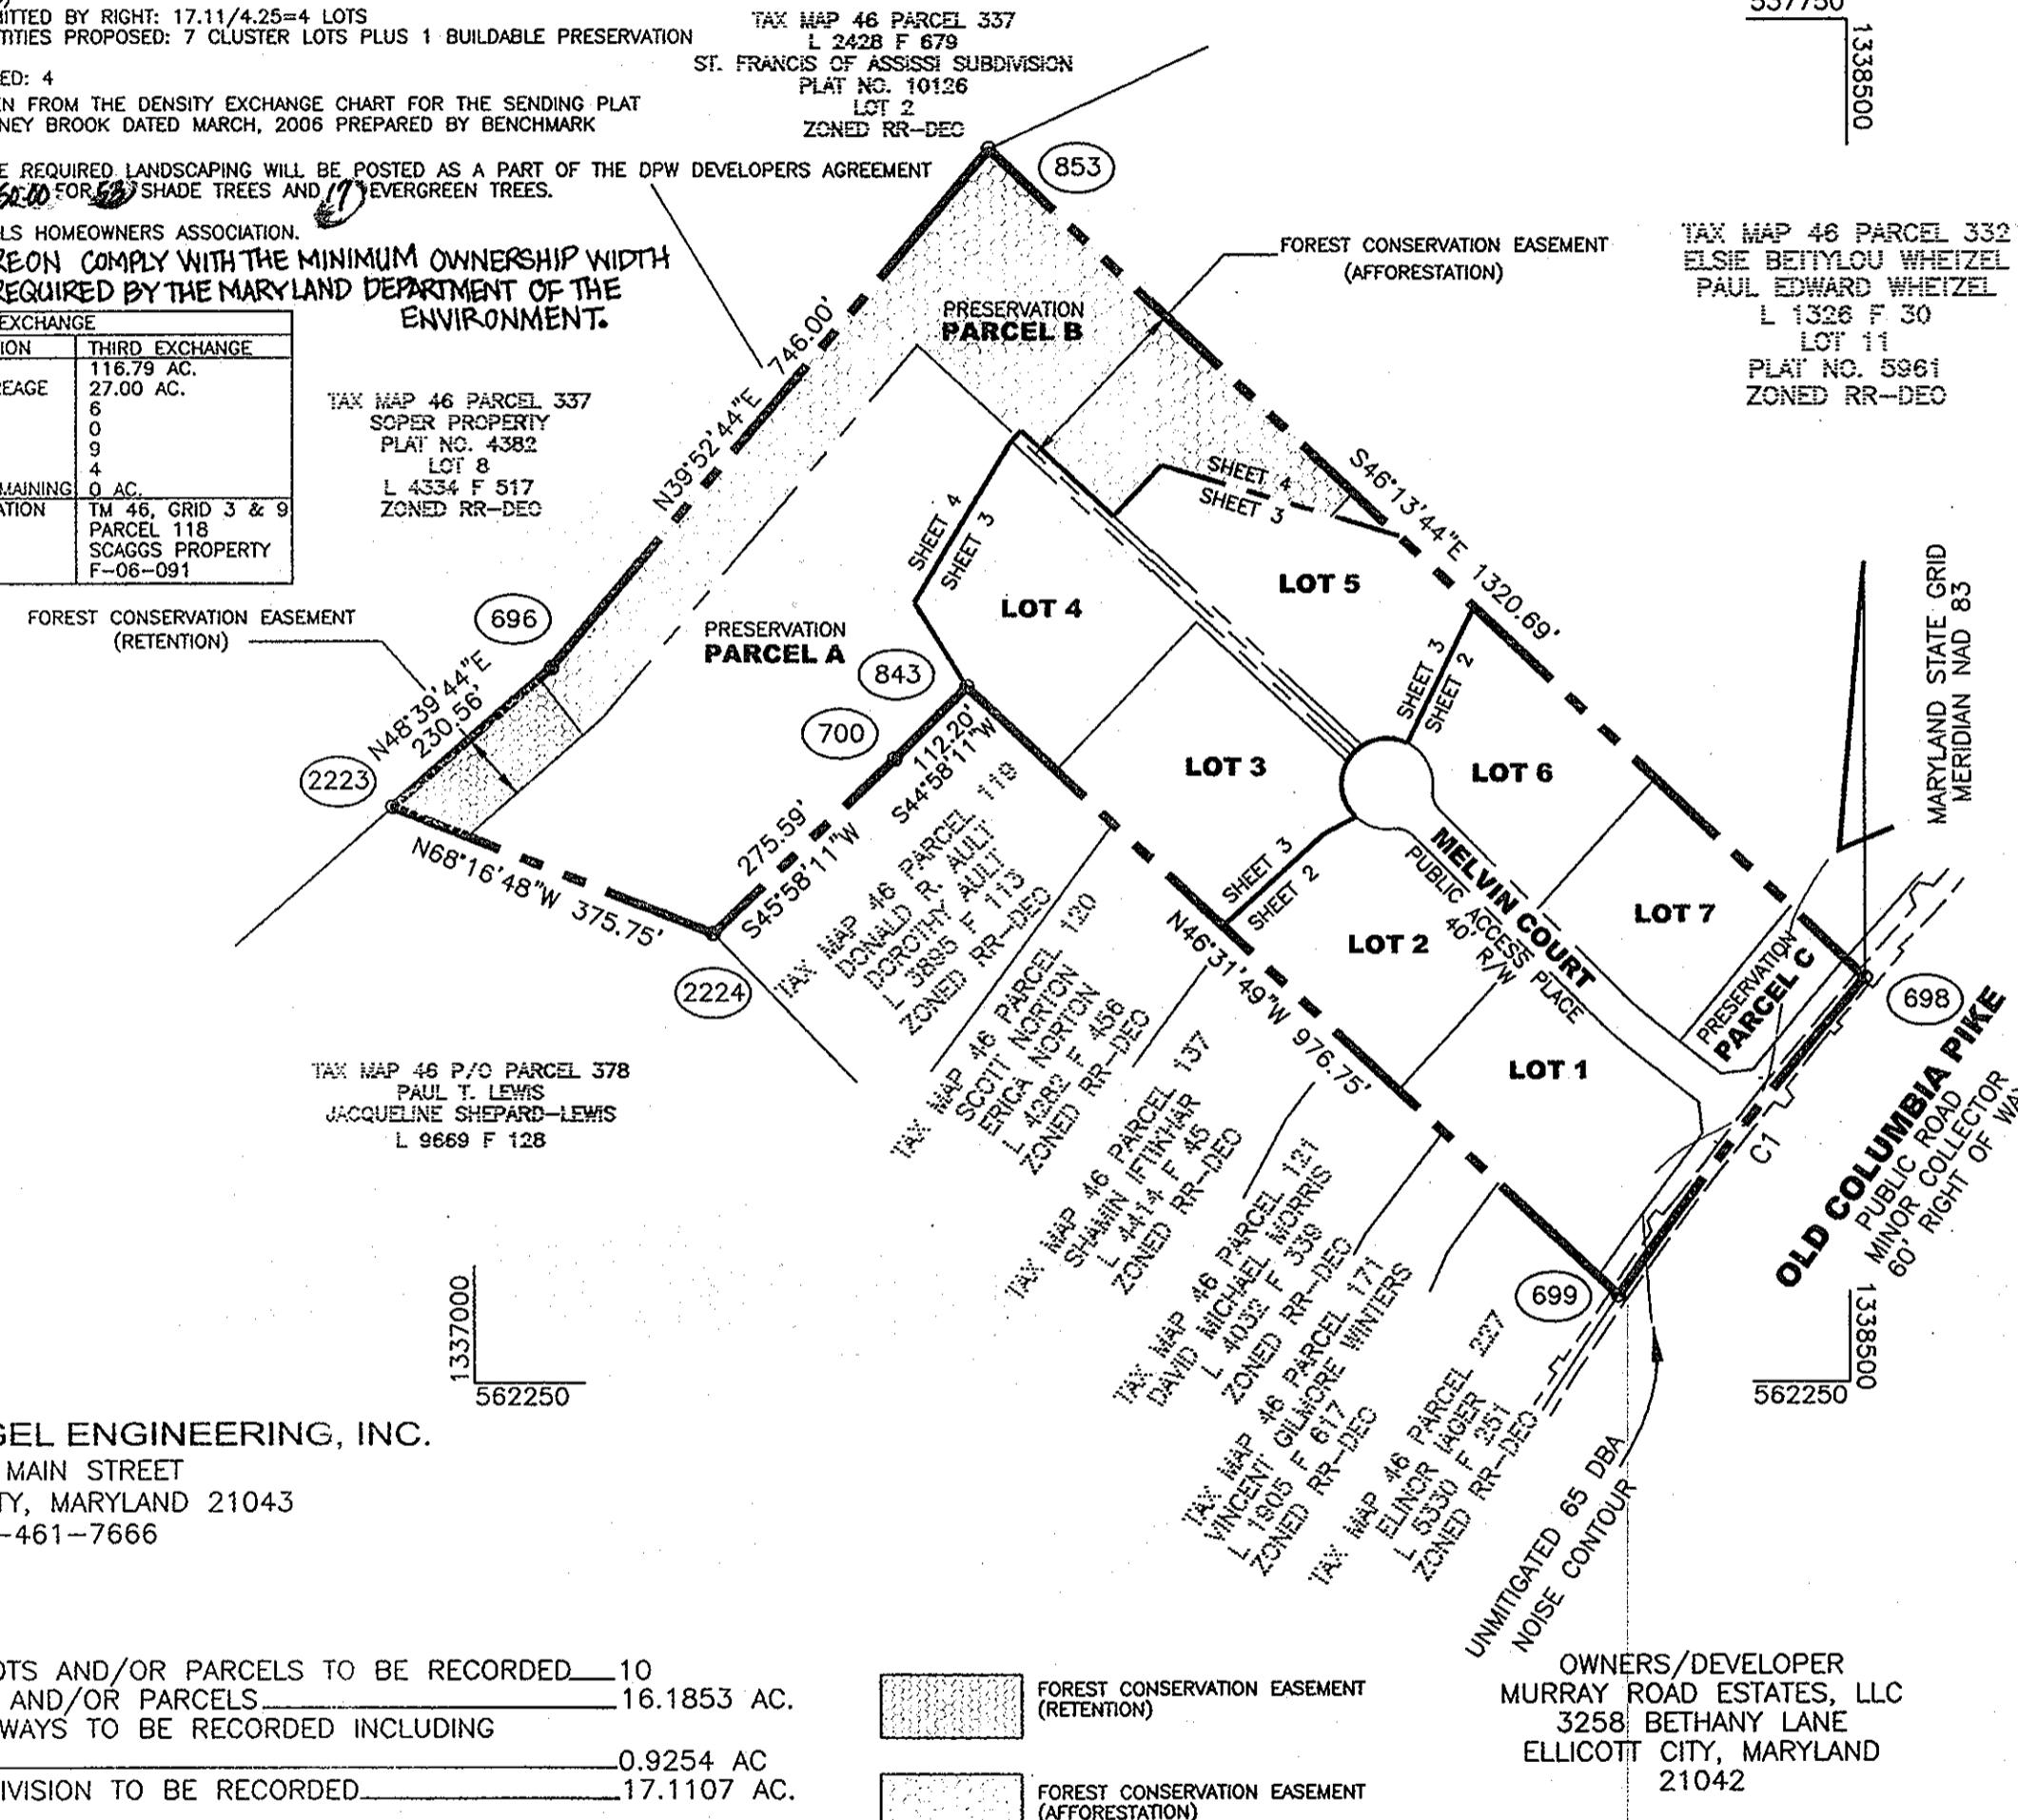 MITTED BY RIGHT: 17.11/4.25=4 LOTS
TITIES PROPOSED: 7 CLUSTER LOTS PLUS 1 BUILDABLE PRESERVATION
ED: 4
EN FROM THE DENSITY EXCHANGE CHART FOR THE SENDING PLAT
NEY BROOK DATED MARCH, 2006 PREPARED BY BENCHMARK
E REQUIRED LANDSCAPING WILL BE POSTED AS A PART OF THE DPW DEVELOPERS AGREEMENT
FOR SHADE TREES AND 17 EVERGREEN TREES.
LS HOMEOWNERS ASSOCIATION.
REON COMPLY WITH THE MINIMUM OWNERSHIP WIDTH
REQUIRED BY THE MARYLAND DEPARTMENT OF THE
ENVIRONMENT.
EXCHANGE
ION THIRD EXCHANGE
116.79 AC.
EAGE 27.00 AC.
6
0
9
4
MAINING 0 AC.
ATION TM 46, GRID 3 & 9
PARCEL 118
SCAGGS PROPERTY
F-06-091
TAX MAP 46 PARCEL 337
L 2428 F 679
ST. FRANCIS OF ASSISSI SUBDIVISION
PLAT NO. 10126
LOT 2
ZONED RR-DEO
537750
1338500
853
FOREST CONSERVATION EASEMENT
(AFFORESTATION)
TAX MAP 46 PARCEL 332
ELSIE BETTYLOU WHETZEL
PAUL EDWARD WHETZEL
L 1326 F 30
LOT 11
PLAT NO. 5961
ZONED RR-DEO
TAX MAP 46 PARCEL 337
SOPER PROPERTY
PLAT NO. 4382
LOT 8
L 4334 F 517
ZONED RR-DEO
N39°52'44"E 746.00'
PRESERVATION
PARCEL B
SHEET 4
SHEET 3
SHEET 4
SHEET 3
S46°13'44"E 1320.69'
LOT 5
LOT 4
FOREST CONSERVATION EASEMENT
(RETENTION)
696
PRESERVATION
PARCEL A
843
700
N48°39'44"E
230.56'
2223
N68°16'48"W 375.75'
112.20'
S44°58'11"W
275.59'
S45°58'11"W
2224
SHEET 3
SHEET 2
LOT 3
LOT 6
MARYLAND STATE GRID
MERIDIAN NAD 83
SHEET 3
SHEET 2
MELVIN COURT
PUBLIC ACCESS PLACE
40' R/W
LOT 7
LOT 2
PRESERVATION
PARCEL C
698
N46°31'49"W 976.75'
LOT 1
C1
OLD COLUMBIA PIKE
PUBLIC ROAD
MINOR COLLECTOR
60' RIGHT OF WA
TAX MAP 46 PARCEL 119
DONALD R. AULT
DOROTHY AULT
L 3895 F 113
ZONED RR-DEO
TAX MAP 46 PARCEL 120
SCOTT NORTON
ERICA NORTON
L 4282 F 456
ZONED RR-DEO
TAX MAP 46 PARCEL 137
SHAMIN IFTIKHAR
L 4414 F 45
ZONED RR-DEO
TAX MAP 46 PARCEL 121
DAVID MICHAEL MORRIS
L 4032 F 339
ZONED RR-DEO
TAX MAP 46 PARCEL 171
VINCENT GILMORE WINTERS
L 1905 F 617
ZONED RR-DEO
TAX MAP 46 PARCEL 227
ELINOR IAGER
L 5330 F 251
ZONED RR-DEO
699
UNMITIGATED 65 DBA
NOISE CONTOUR
TAX MAP 46 P/O PARCEL 378
PAUL T. LEWIS
JACQUELINE SHEPARD-LEWIS
L 9669 F 128
1337000
562250
1338500
562250
GEL ENGINEERING, INC.
MAIN STREET
TY, MARYLAND 21043
-461-7666
OTS AND/OR PARCELS TO BE RECORDED 10
AND/OR PARCELS 16.1853 AC.
WAYS TO BE RECORDED INCLUDING
0.9254 AC
IVISION TO BE RECORDED 17.1107 AC.
FOREST CONSERVATION EASEMENT
(RETENTION)
FOREST CONSERVATION EASEMENT
(AFFORESTATION)
OWNERS/DEVELOPER
MURRAY ROAD ESTATES, LLC
3258 BETHANY LANE
ELLICOTT CITY, MARYLAND
21042